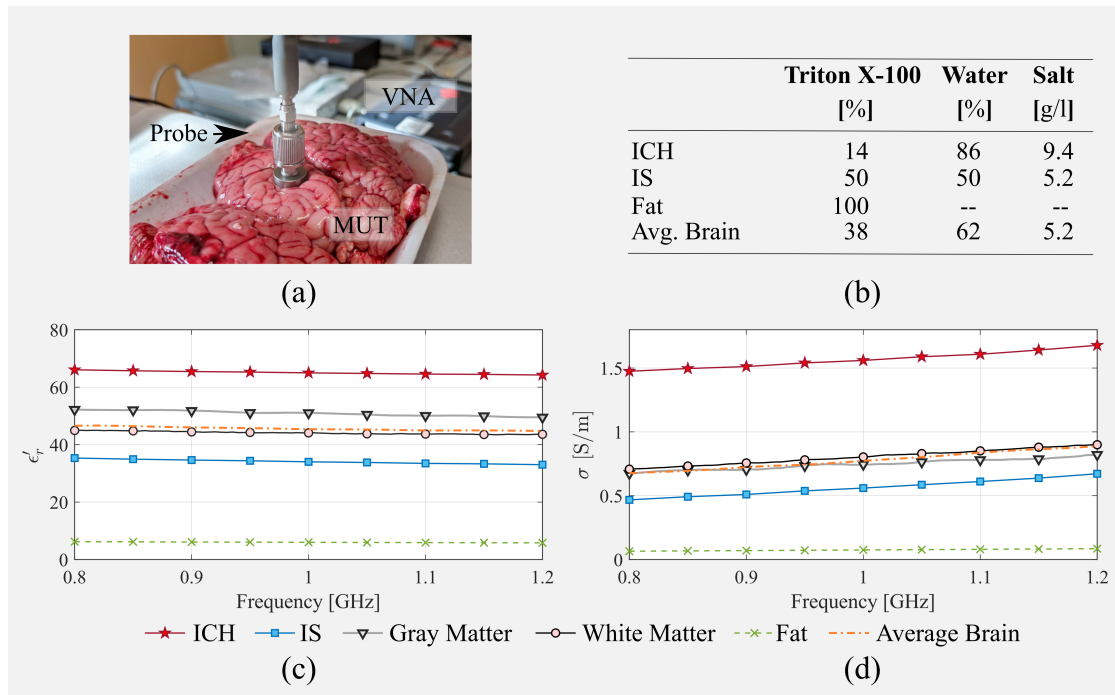 VNA
Probe
MUT
(a)
Triton X-100 Water Salt
[%] [%] [g/l]
ICH 14 86 9.4
IS 50 50 5.2
Fat 100 -- --
Avg. Brain 38 62 5.2
(b)
80
60
40
20
0
ϵ′r
0.8 0.9 1 1.1 1.2
Frequency [GHz]
1.5
1
0.5
0
σ [S/m]
0.8 0.9 1 1.1 1.2
Frequency [GHz]
ICH IS Gray Matter White Matter Fat Average Brain
(c) (d)